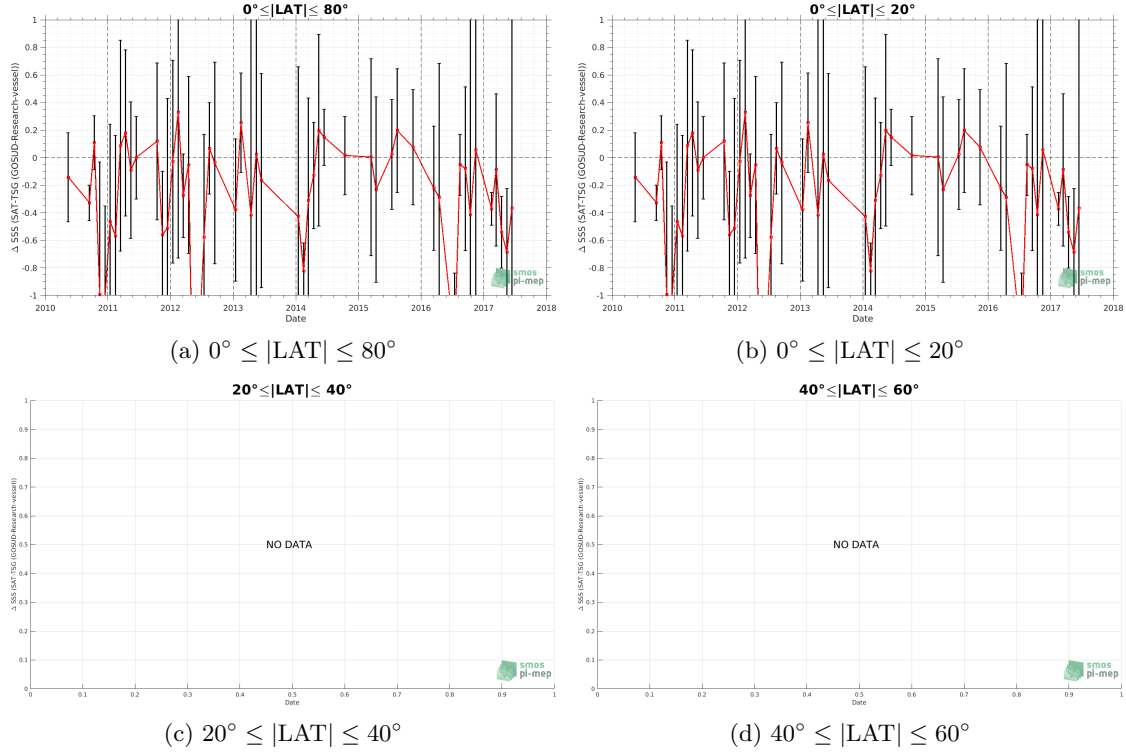 0°≤|LAT|≤ 80°
Δ SSS (SAT-TSG (GOSUD-Research-vessel))
1
0.8
0.6
0.4
0.2
0
-0.2
-0.4
-0.6
-0.8
-1
2010 2011 2012 2013 2014 2015 2016 2017 2018
Date
smos
pi-mep
(a) 0° ≤ |LAT| ≤ 80°
0°≤|LAT|≤ 20°
Δ SSS (SAT-TSG (GOSUD-Research-vessel))
1
0.8
0.6
0.4
0.2
0
-0.2
-0.4
-0.6
-0.8
-1
2010 2011 2012 2013 2014 2015 2016 2017 2018
Date
smos
pi-mep
(b) 0° ≤ |LAT| ≤ 20°
20°≤|LAT|≤ 40°
Δ SSS (SAT-TSG (GOSUD-Research-vessel))
1
0.9
0.8
0.7
0.6
0.5
0.4
0.3
0.2
0.1
0
NO DATA
0 0.1 0.2 0.3 0.4 0.5 0.6 0.7 0.8 0.9 1
Date
smos
pi-mep
(c) 20° ≤ |LAT| ≤ 40°
40°≤|LAT|≤ 60°
Δ SSS (SAT-TSG (GOSUD-Research-vessel))
1
0.9
0.8
0.7
0.6
0.5
0.4
0.3
0.2
0.1
0
NO DATA
0 0.1 0.2 0.3 0.4 0.5 0.6 0.7 0.8 0.9 1
Date
smos
pi-mep
(d) 40° ≤ |LAT| ≤ 60°